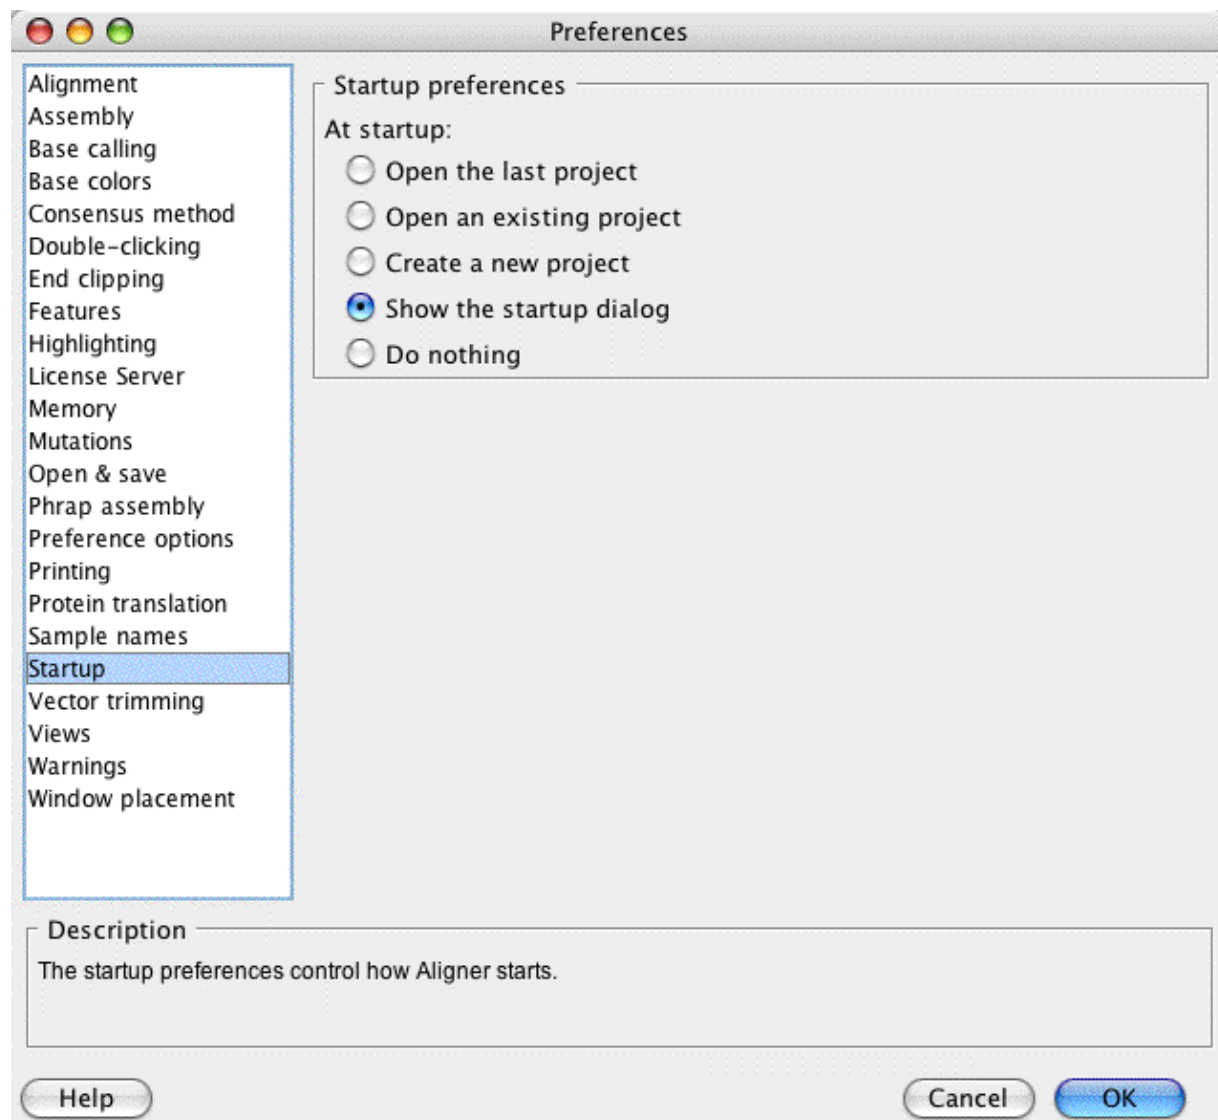 Preferences
Alignment
Assembly
Base calling
Base colors
Consensus method
Double-clicking
End clipping
Features
Highlighting
License Server
Memory
Mutations
Open & save
Phrap assembly
Preference options
Printing
Protein translation
Sample names
Startup
Vector trimming
Views
Warnings
Window placement
Startup preferences
At startup:
Open the last project
Open an existing project
Create a new project
Show the startup dialog
Do nothing
Description
The startup preferences control how Aligner starts.
Help
Cancel
OK